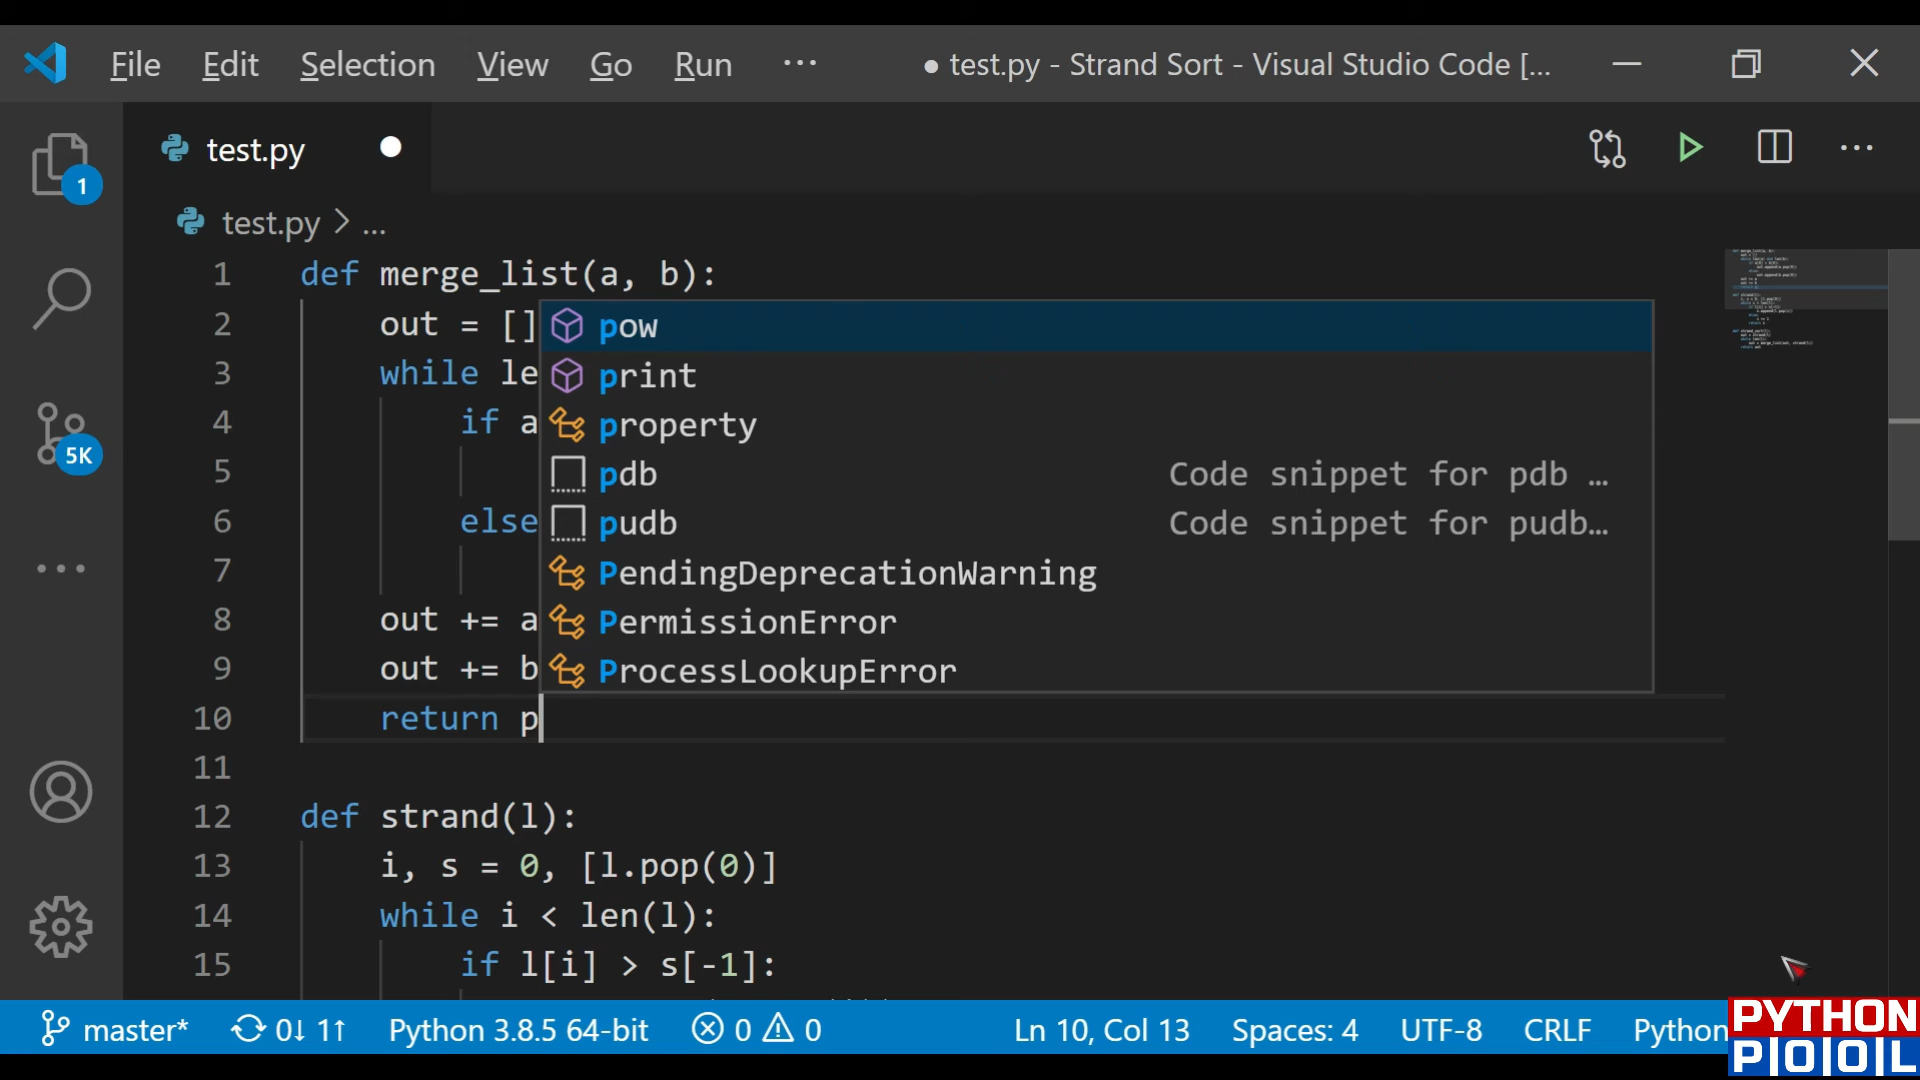 File Edit Selection View Go Run ··· ● test.py - Strand Sort - Visual Studio Code [...
test.py
1
test.py > ...
1 def merge_list(a, b):
2 out = []
3 while le
4 if a
5
6 else
7
8 out += a
9 out += b
10 return p
pow
print
property
pdb Code snippet for pdb ...
pudb Code snippet for pudb...
PendingDeprecationWarning
PermissionError
ProcessLookupError
5K
11
12 def strand(l):
13 i, s = 0, [l.pop(0)]
14 while i < len(l):
15 if l[i] > s[-1]:
master* 0↓ 1↑ Python 3.8.5 64-bit 0 0 Ln 10, Col 13 Spaces: 4 UTF-8 CRLF Python
PYTHON
P|O|O|L